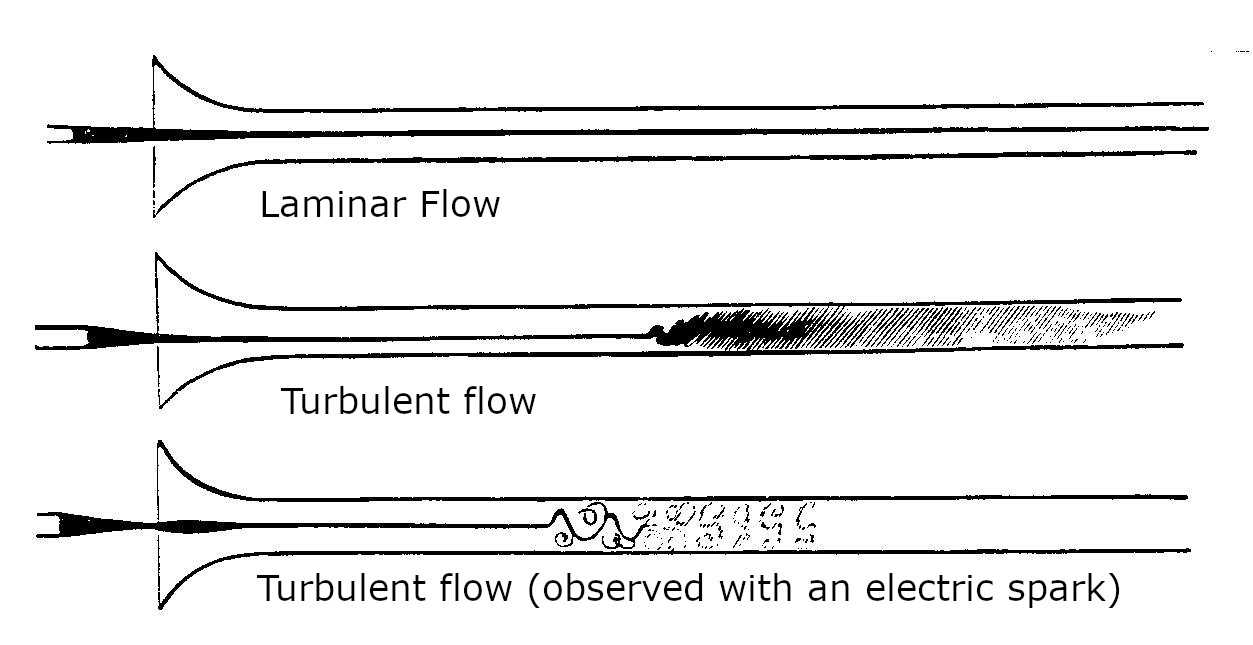 Laminar Flow
Turbulent flow
Turbulent flow (observed with an electric spark)